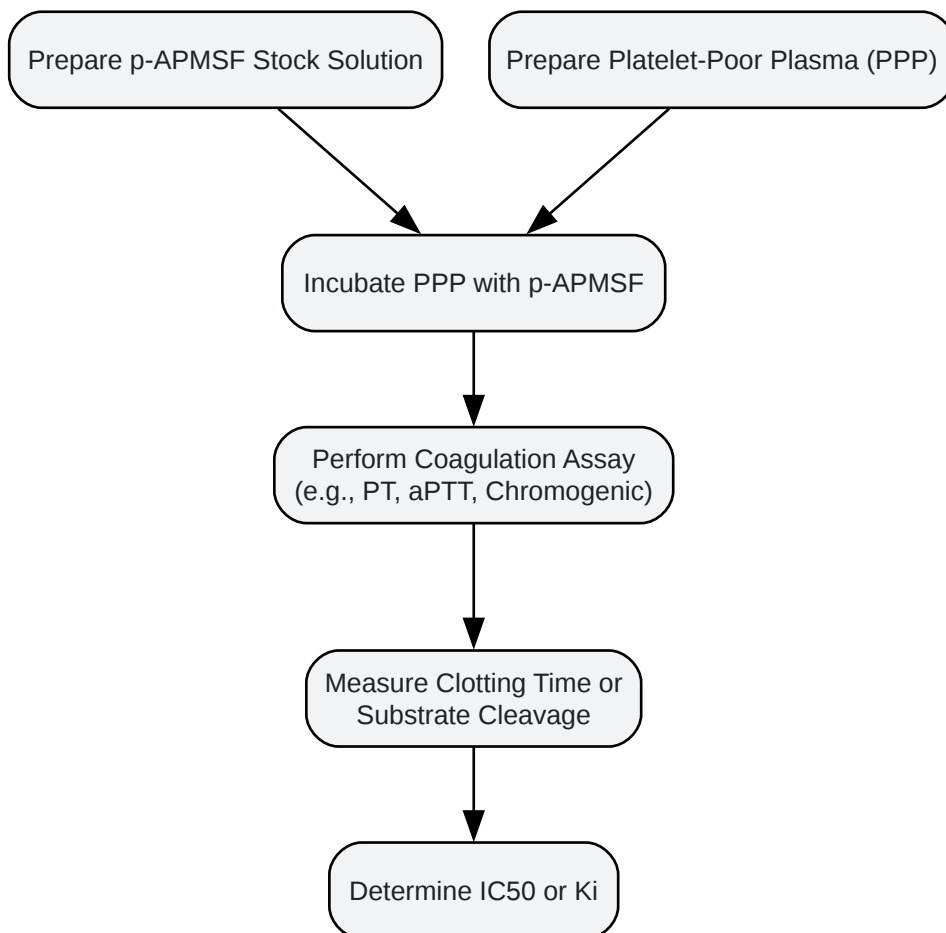 Prepare p-APMSF Stock Solution
Prepare Platelet-Poor Plasma (PPP)
Incubate PPP with p-APMSF
Perform Coagulation Assay
(e.g., PT, aPTT, Chromogenic)
Measure Clotting Time or
Substrate Cleavage
Determine IC50 or Ki